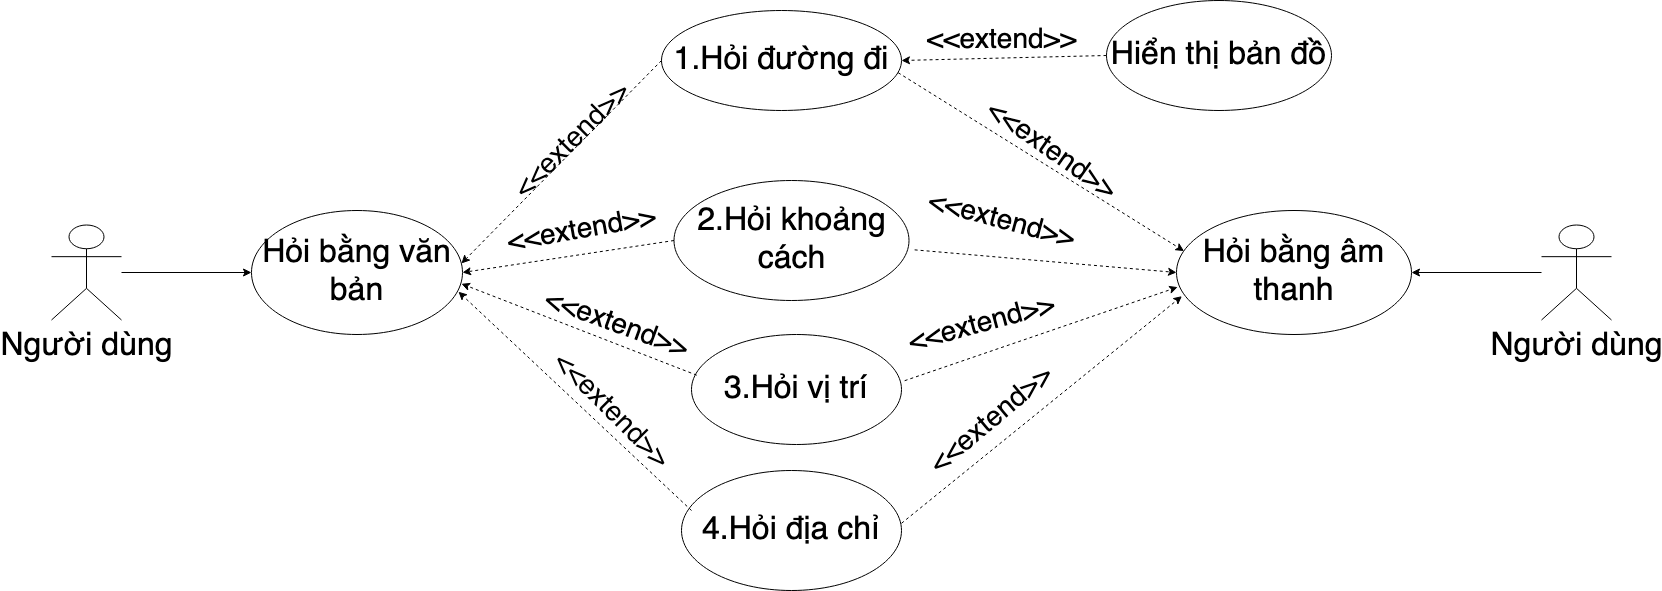 1.Hỏi đường đi
<<extend>>
Hiển thị bản đồ
<<extend>>
<<extend>>
2.Hỏi khoảng
cách
<<extend>>
<<extend>>
Hỏi bằng văn
bản
Hỏi bằng âm
thanh
Người dùng
Người dùng
<<extend>>
<<extend>>
3.Hỏi vị trí
<<extend>>
<<extend>>
4.Hỏi địa chỉ